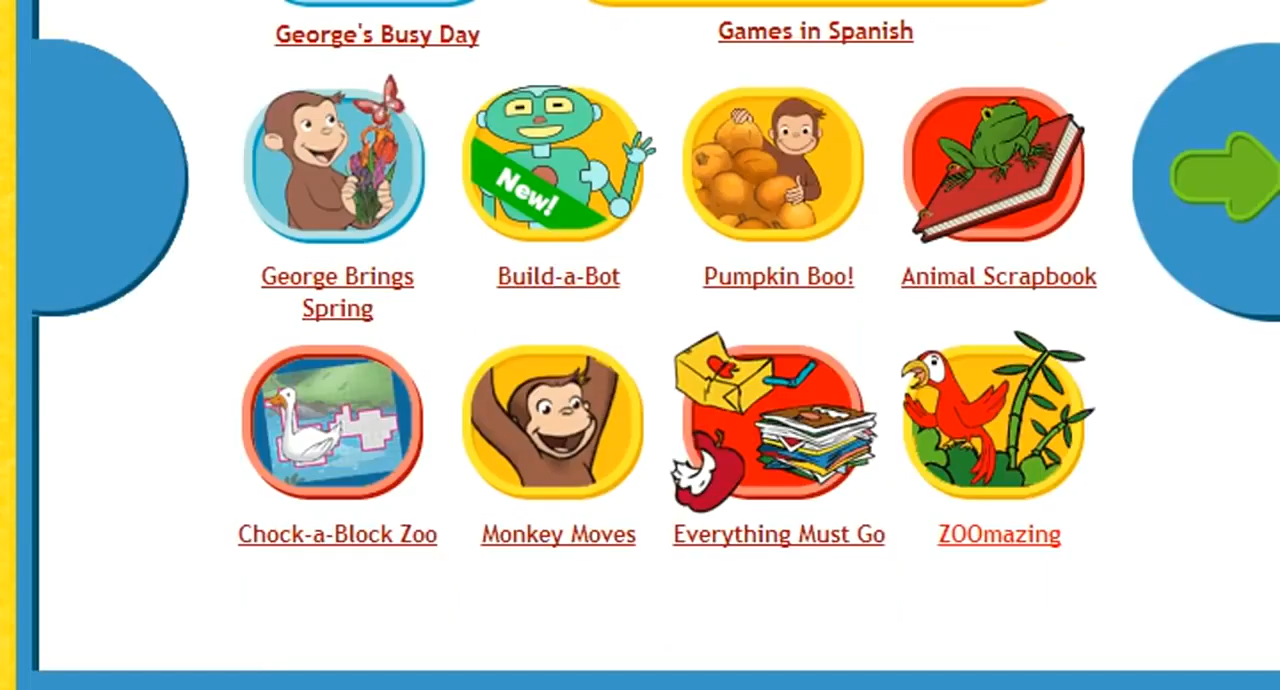 George's Busy Day
Games in Spanish
New!
George Brings
Spring
Build-a-Bot
Pumpkin Boo!
Animal Scrapbook
Chock-a-Block Zoo
Monkey Moves
Everything Must Go
ZOOmazing